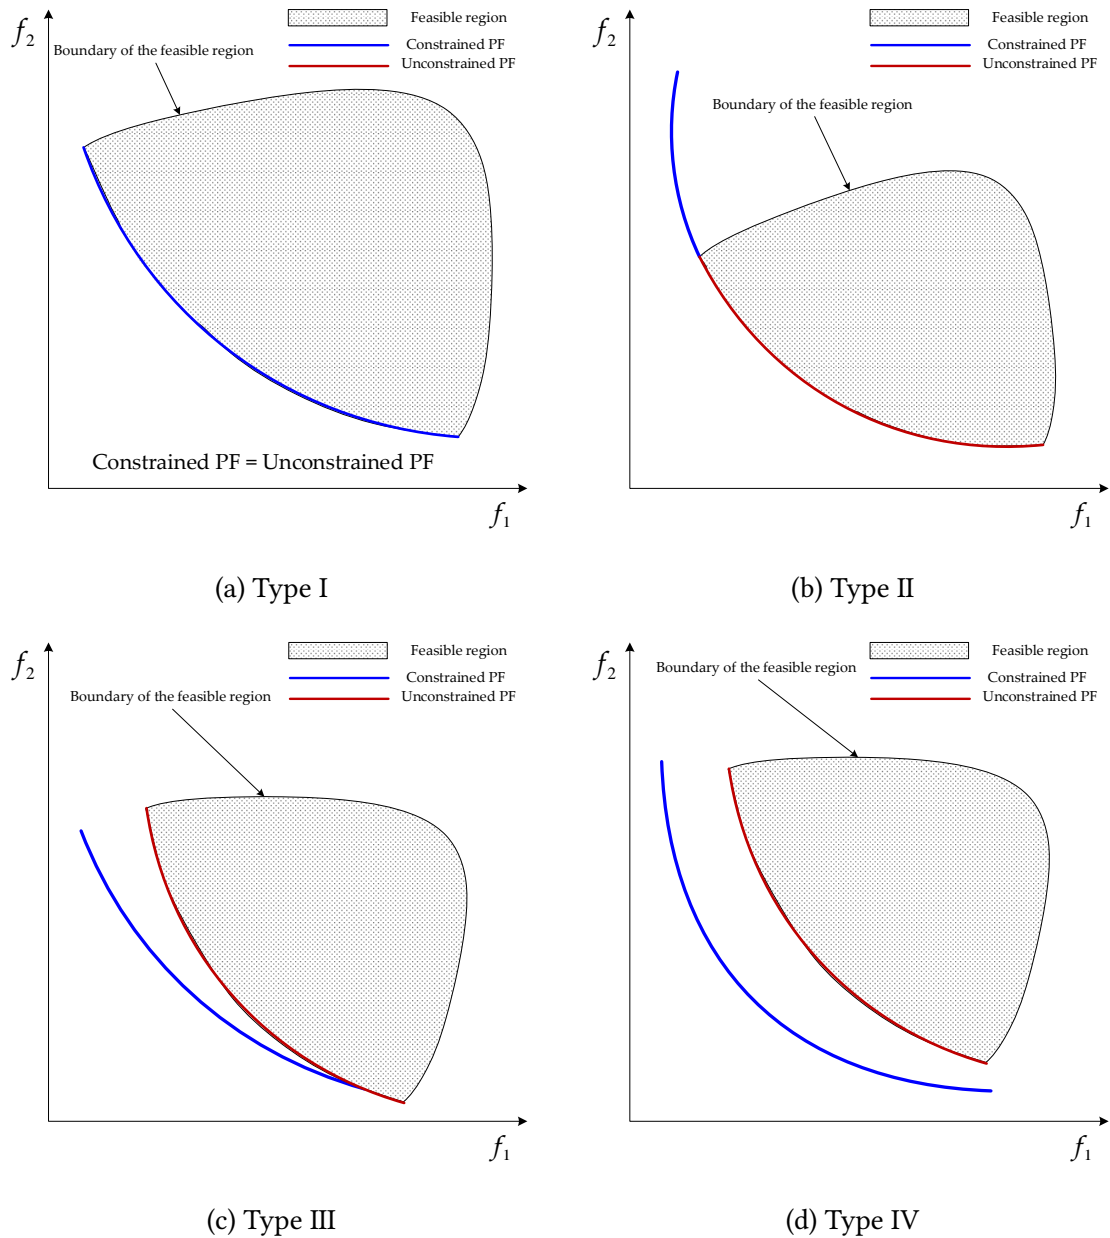 f2
Feasible region
Constrained PF
Unconstrained PF
Boundary of the feasible region
Constrained PF = Unconstrained PF
f1
(a) Type I
f2
Feasible region
Constrained PF
Unconstrained PF
Boundary of the feasible region
f1
(b) Type II
f2
Feasible region
Constrained PF
Unconstrained PF
Boundary of the feasible region
f1
(c) Type III
f2
Feasible region
Boundary of the feasible region
Constrained PF
Unconstrained PF
f1
(d) Type IV